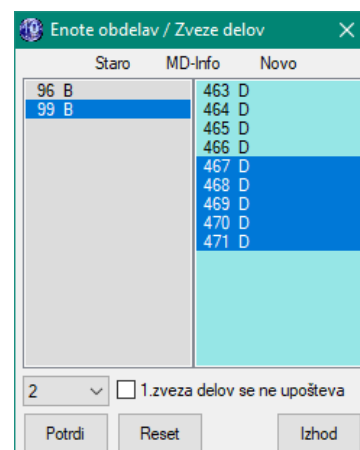 Enote obdelav / Zveze delov
Staro MD-Info Novo
96 B
99 B
463 D
464 D
465 D
466 D
467 D
468 D
469 D
470 D
471 D
2
1.zveza delov se ne upošteva
Potrdi Reset Izhod